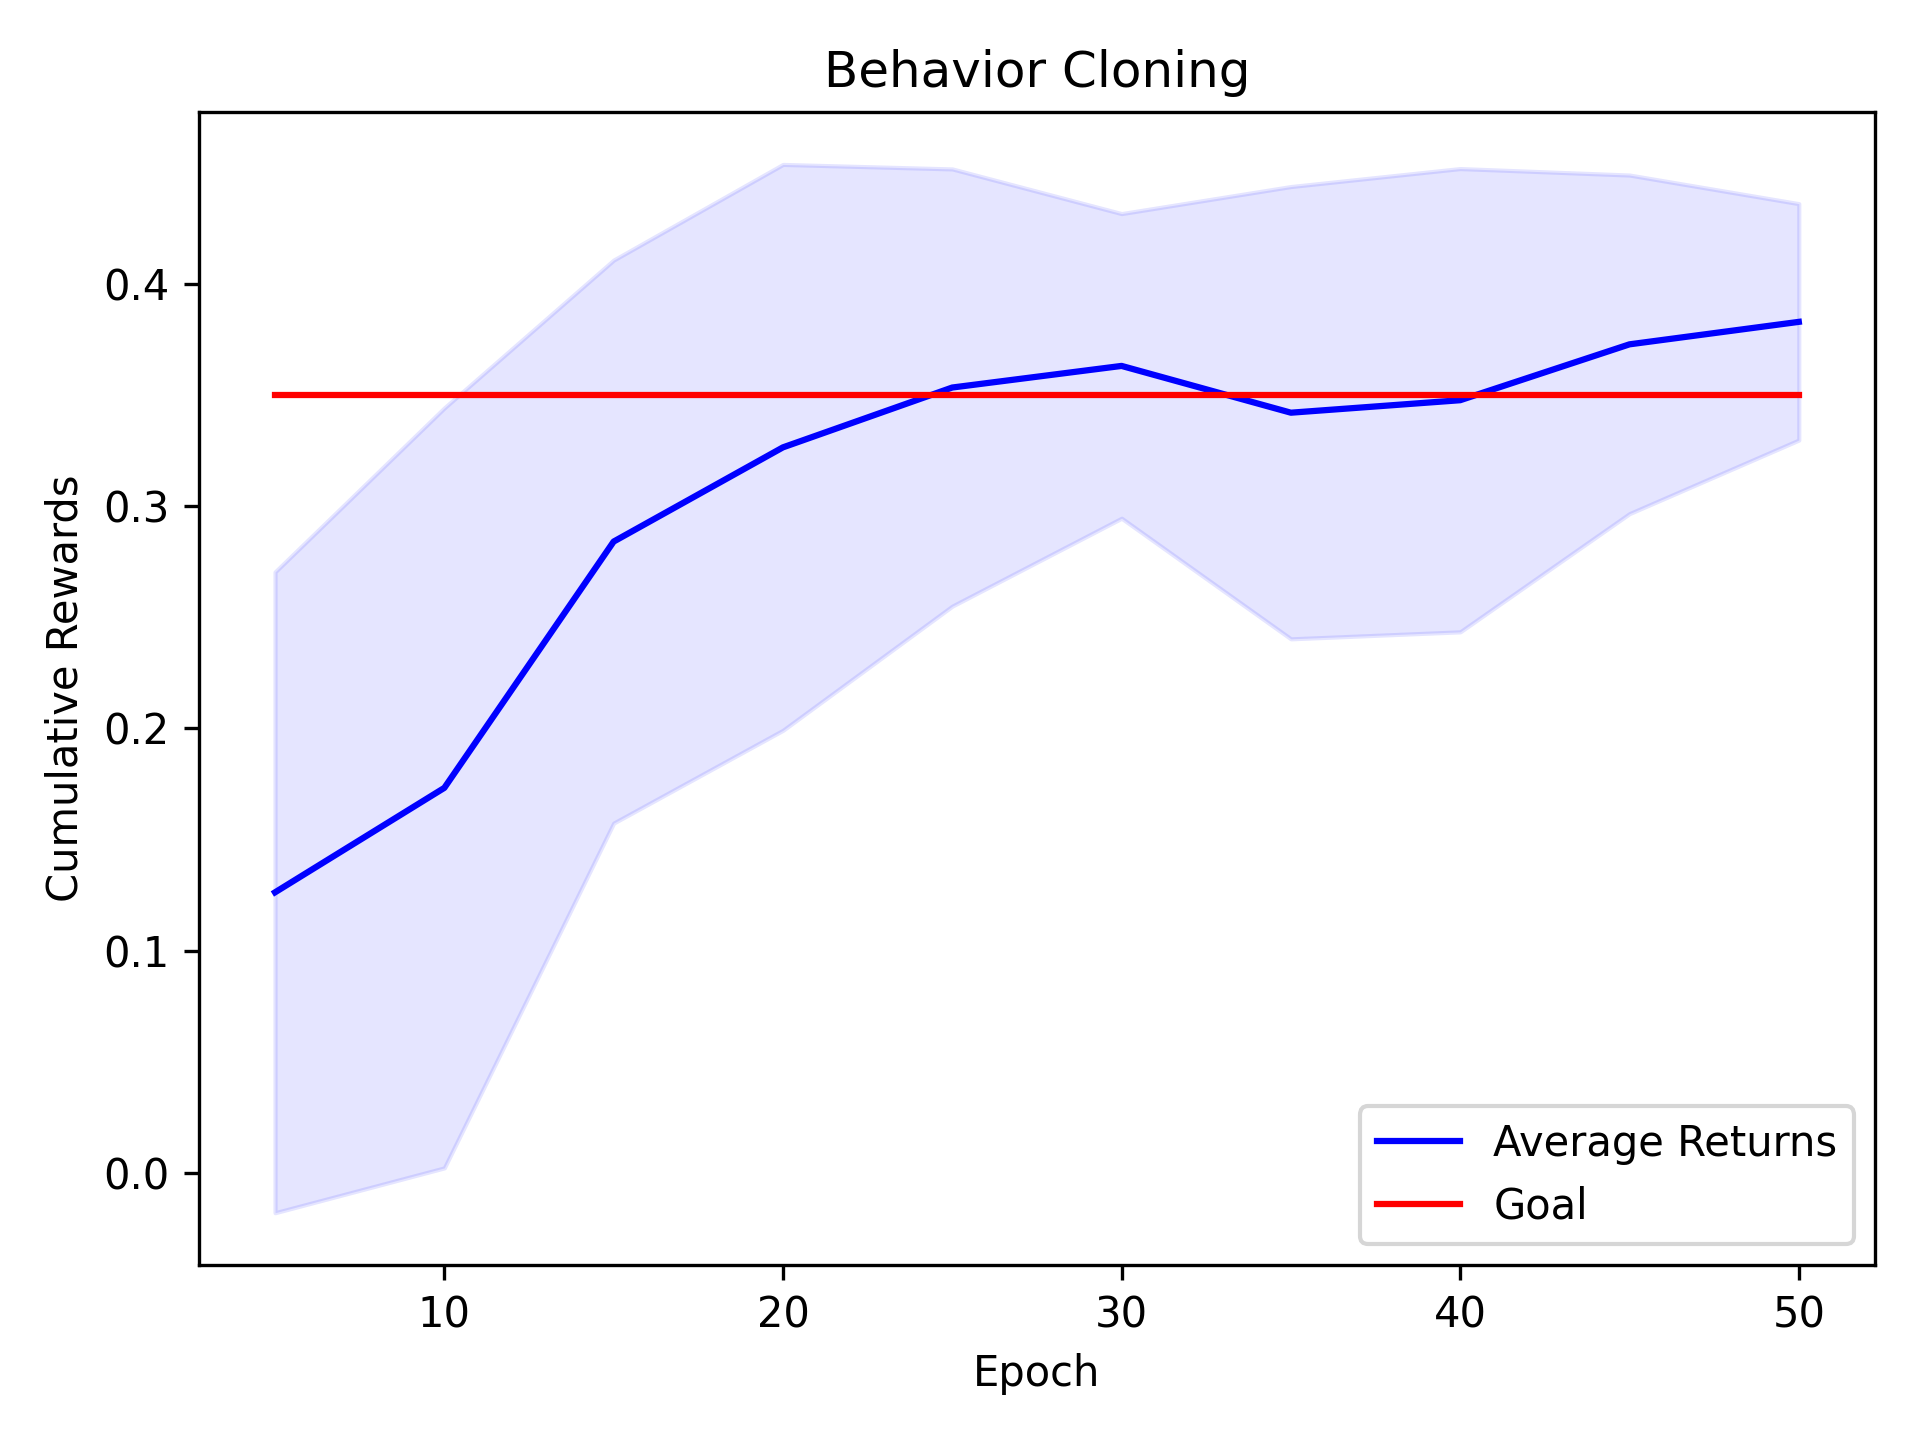 Behavior Cloning
Cumulative Rewards
0.4
0.3
0.2
0.1
0.0
10 20 30 40 50
Epoch
Average Returns
Goal